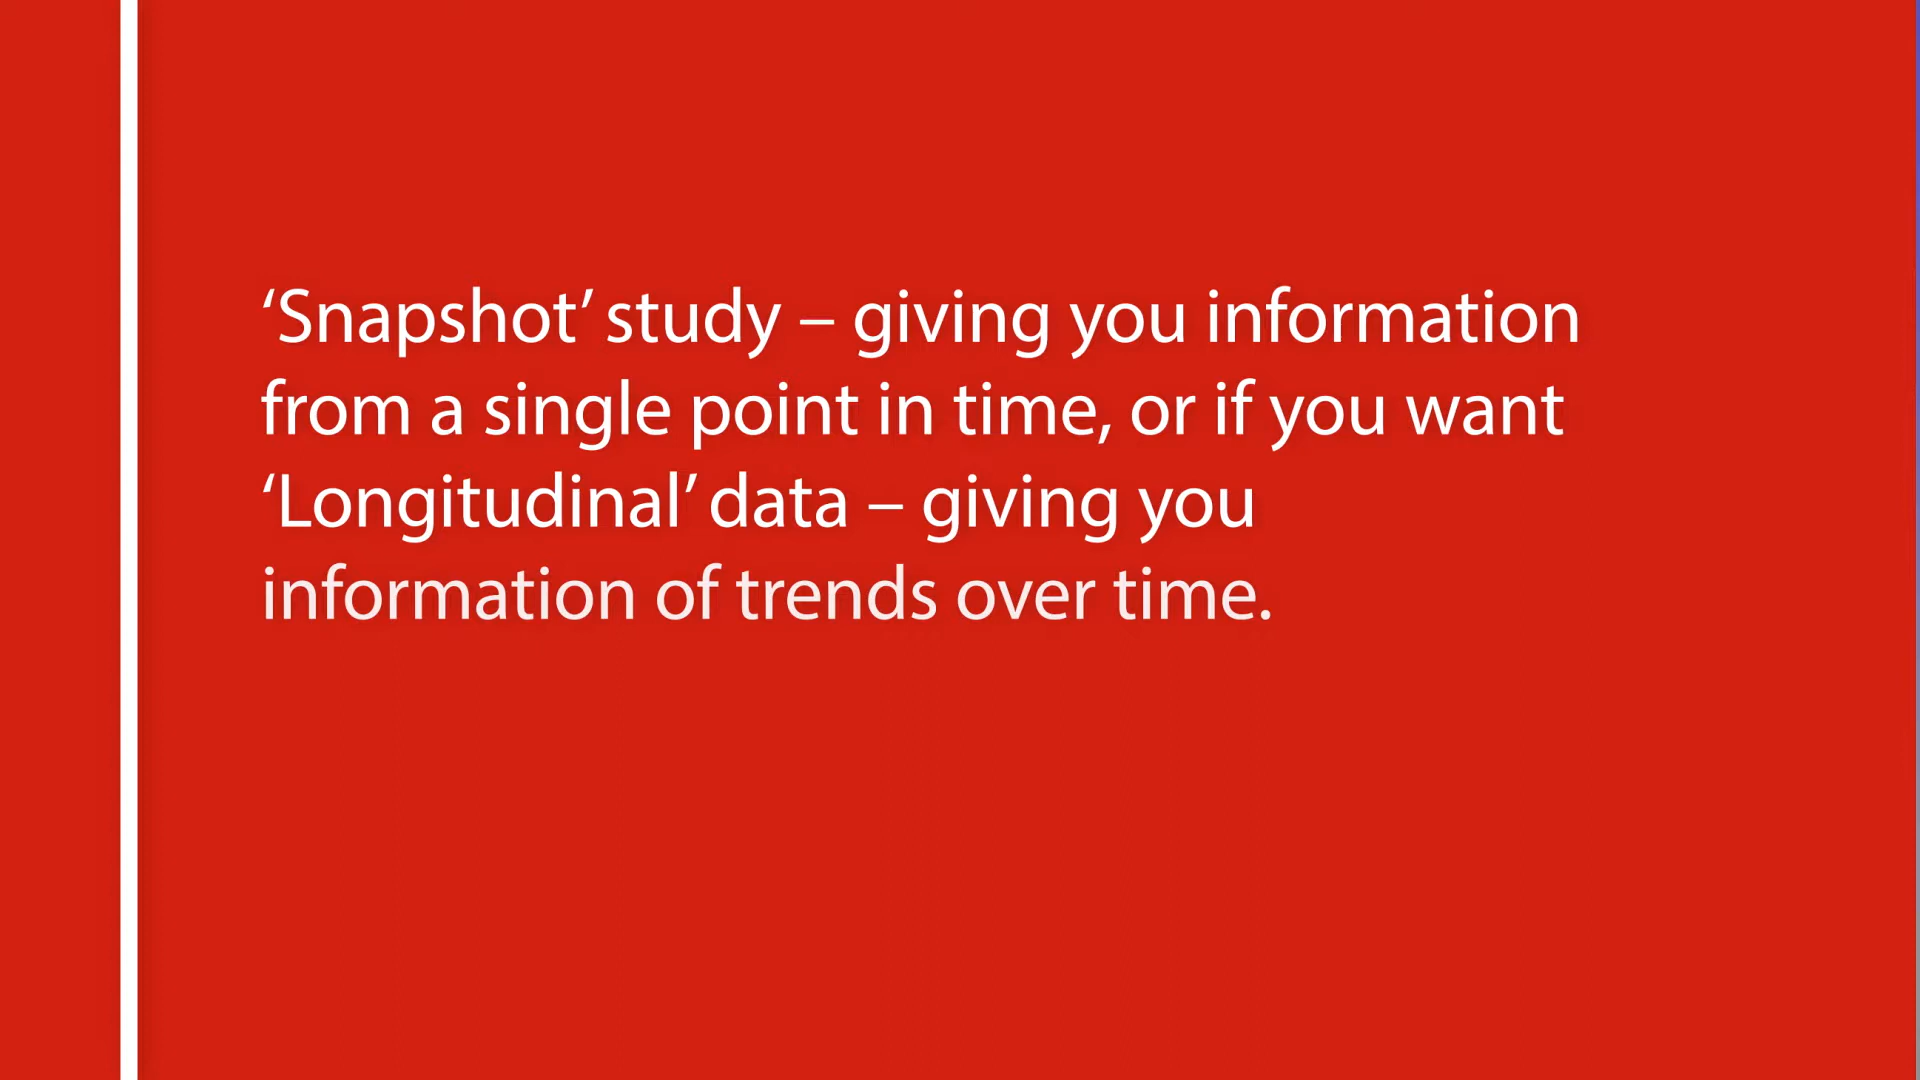 ‘Snapshot’ study – giving you information
from a single point in time, or if you want
‘Longitudinal’ data – giving you
information of trends over time.